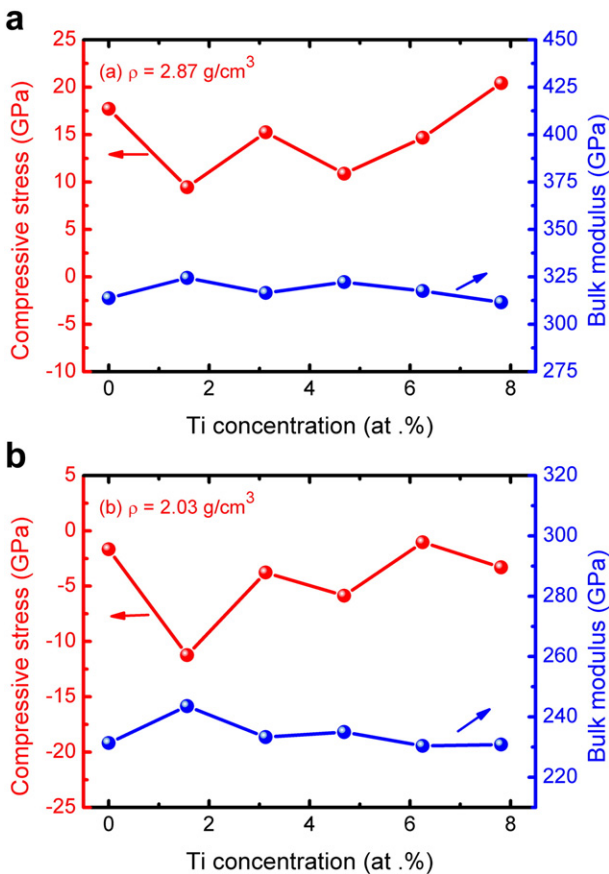 a
(a) ρ = 2.87 g/cm³
Compressive stress (GPa)
25
20
15
10
5
0
-5
-10
Bulk modulus (GPa)
450
425
400
375
350
325
300
275
0 2 4 6 8
Ti concentration (at .%)
b
(b) ρ = 2.03 g/cm³
Compressive stress (GPa)
5
0
-5
-10
-15
-20
-25
Bulk modulus (GPa)
320
300
280
260
240
220
0 2 4 6 8
Ti concentration (at .%)